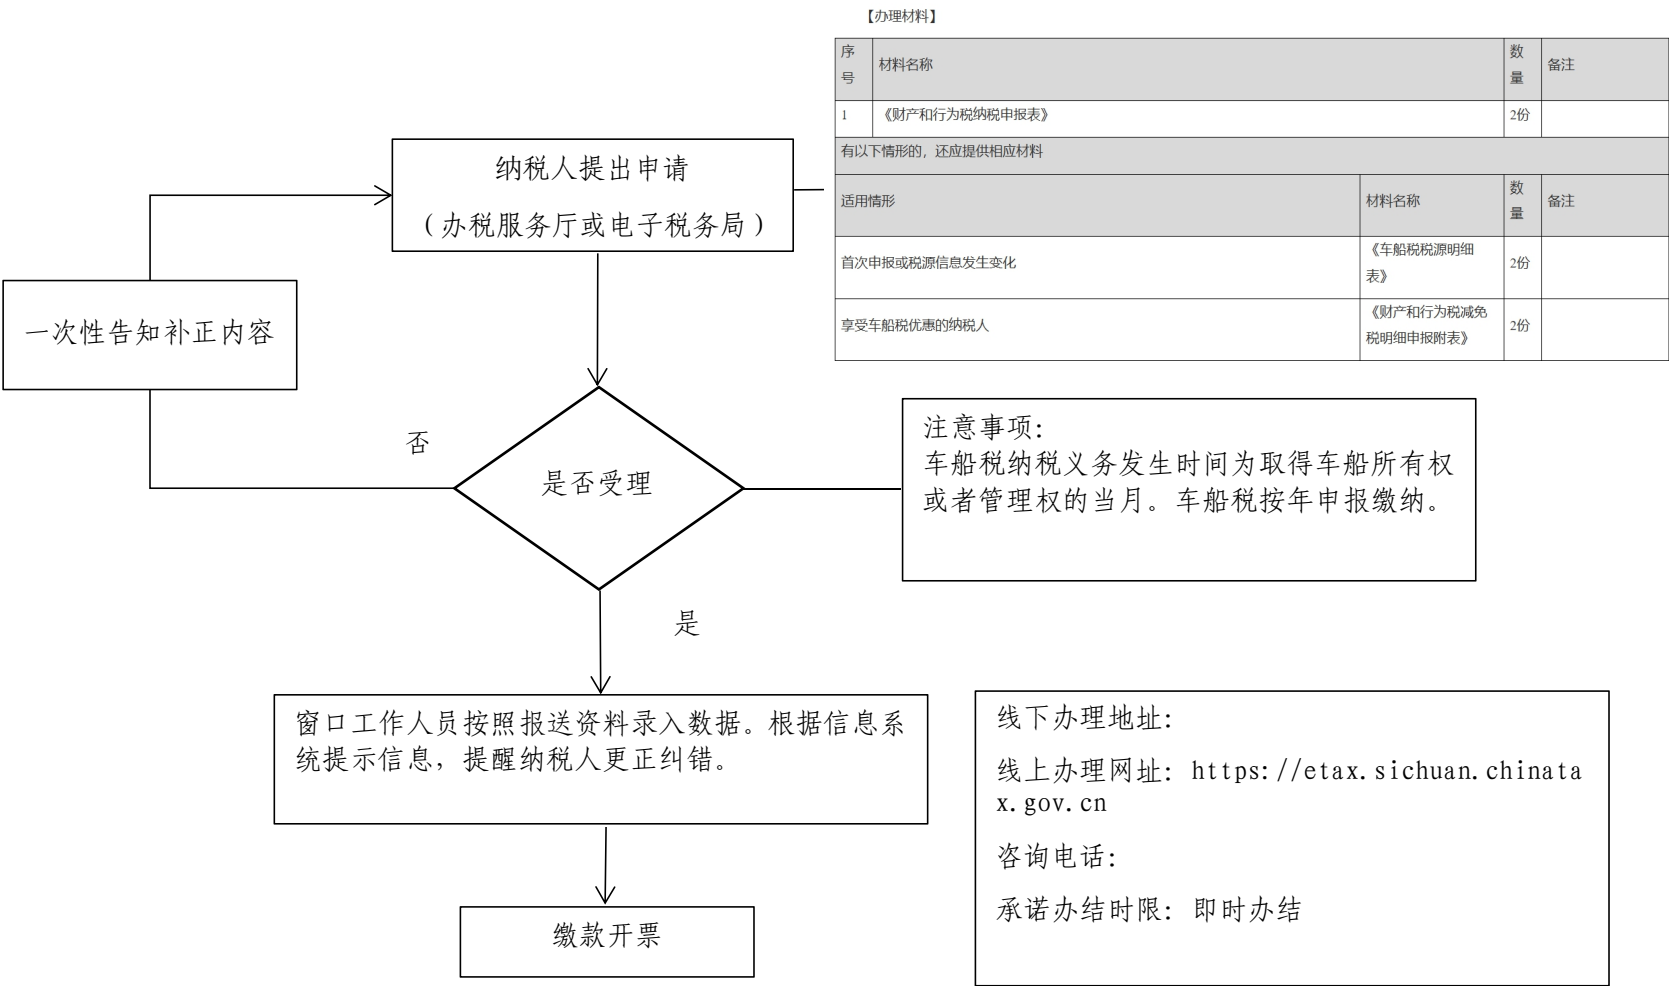 【办理材料】
序号 材料名称 数量 备注
1 《财产和行为税纳税申报表》 2份
有以下情形的，还应提供相应材料
适用情形 材料名称 数量 备注
首次申报或税源信息发生变化 《车船税税源明细
表》 2份
享受车船税优惠的纳税人 《财产和行为税减免
税明细申报附表》 2份
纳税人提出申请
（办税服务厅或电子税务局）
一次性告知补正内容
否
是否受理
注意事项：
车船税纳税义务发生时间为取得车船所有权
或者管理权的当月。车船税按年申报缴纳。
是
窗口工作人员按照报送资料录入数据。根据信息系
统提示信息，提醒纳税人更正纠错。
缴款开票
线下办理地址：
线上办理网址：https://etax.sichuan.chinata
x.gov.cn
咨询电话：
承诺办结时限：即时办结